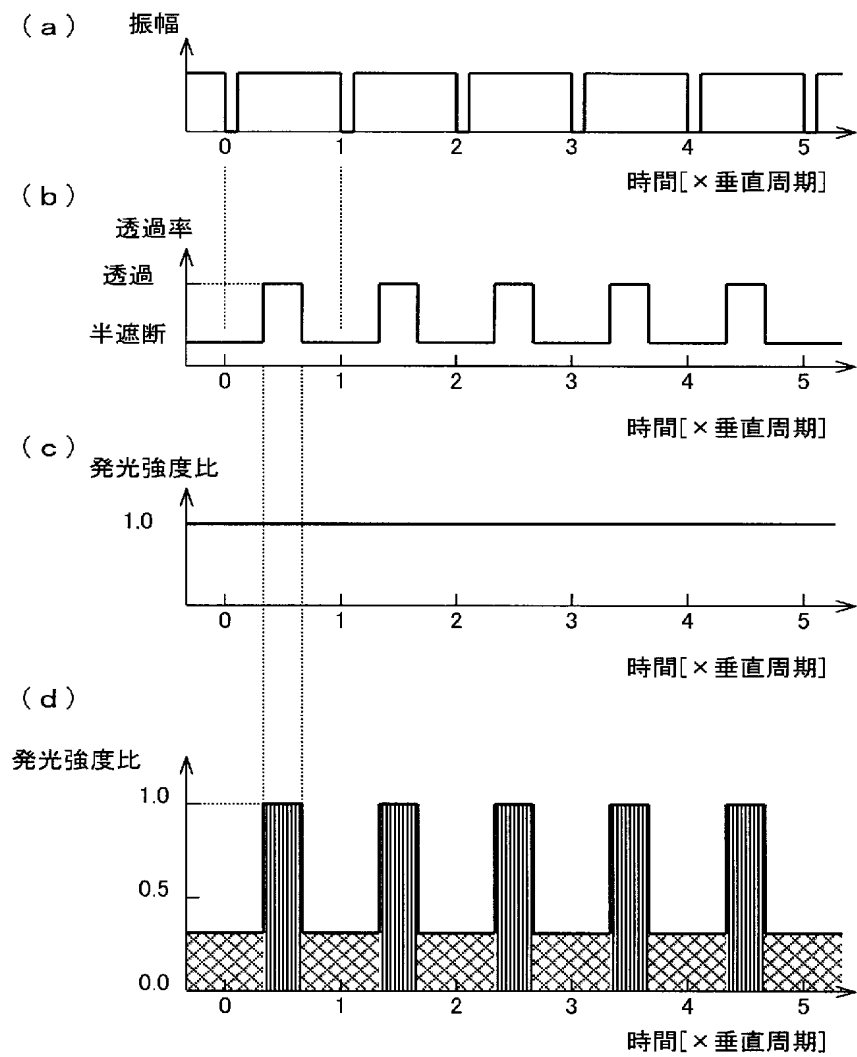 (a) 振幅
0 1 2 3 4 5
時間[×垂直周期]
(b)
透過率
透過
半遮断
0 1 2 3 4 5
時間[×垂直周期]
(c)
発光強度比
1.0
0 1 2 3 4 5
時間[×垂直周期]
(d)
発光強度比
1.0
0.5
0.0
0 1 2 3 4 5
時間[×垂直周期]